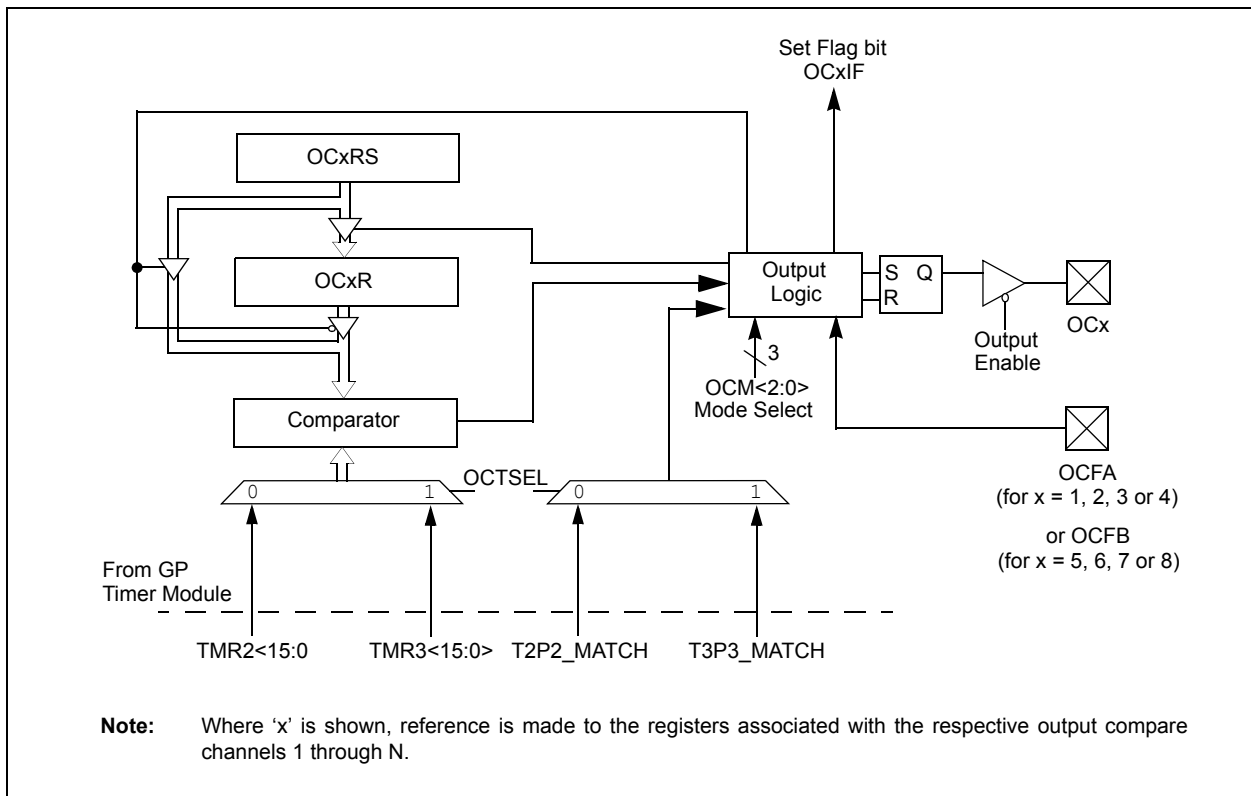 Set Flag bit
OCxIF
OCxRS
OCxR
Output
Logic
S Q
R
OCx
Output
Enable
3
OCM<2:0>
Mode Select
Comparator
OCFA
(for x = 1, 2, 3 or 4)
or OCFB
(for x = 5, 6, 7 or 8)
0 1 OCTSEL 0 1
From GP
Timer Module
TMR2<15:0 TMR3<15:0> T2P2_MATCH T3P3_MATCH
Note: Where ‘x’ is shown, reference is made to the registers associated with the respective output compare
channels 1 through N.